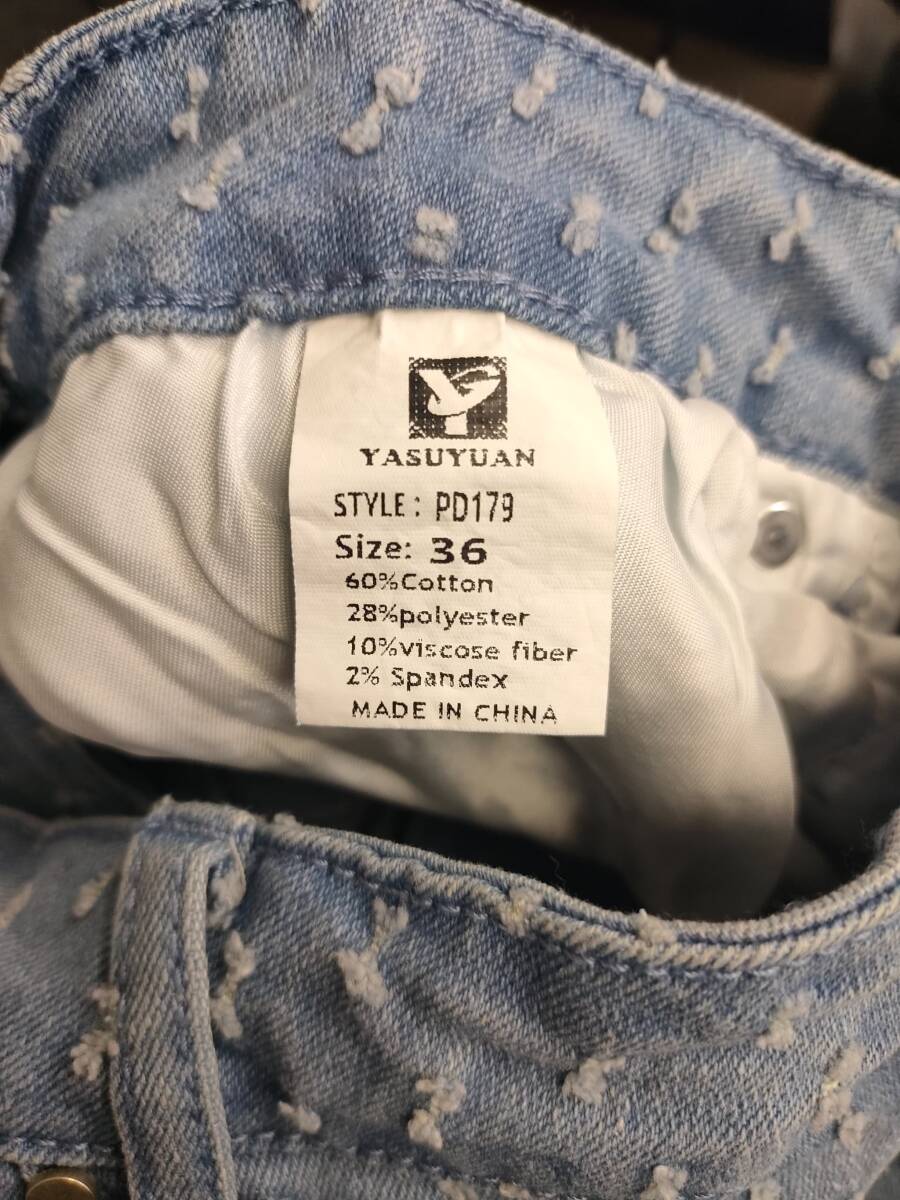 YASUYUAN
STYLE: PD179
Size: 36
60%Cotton
28%polyester
10%viscose fiber
2% Spandex
MADE IN CHINA